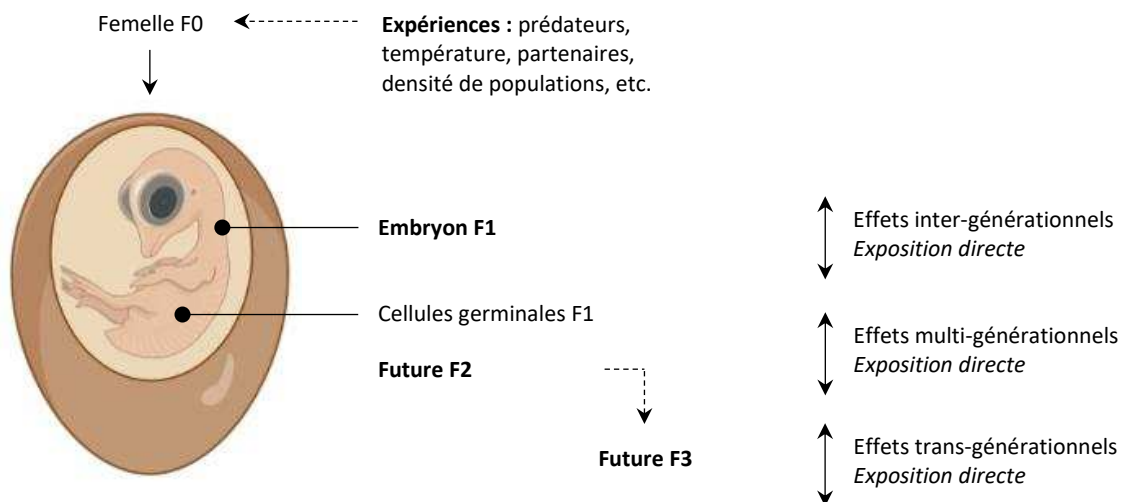 Femelle F0
Expériences : prédateurs,
température, partenaires,
densité de populations, etc.
Embryon F1
Effets inter-générationnels
Exposition directe
Cellules germinales F1
Effets multi-générationnels
Exposition directe
Future F2
Future F3
Effets trans-générationnels
Exposition directe